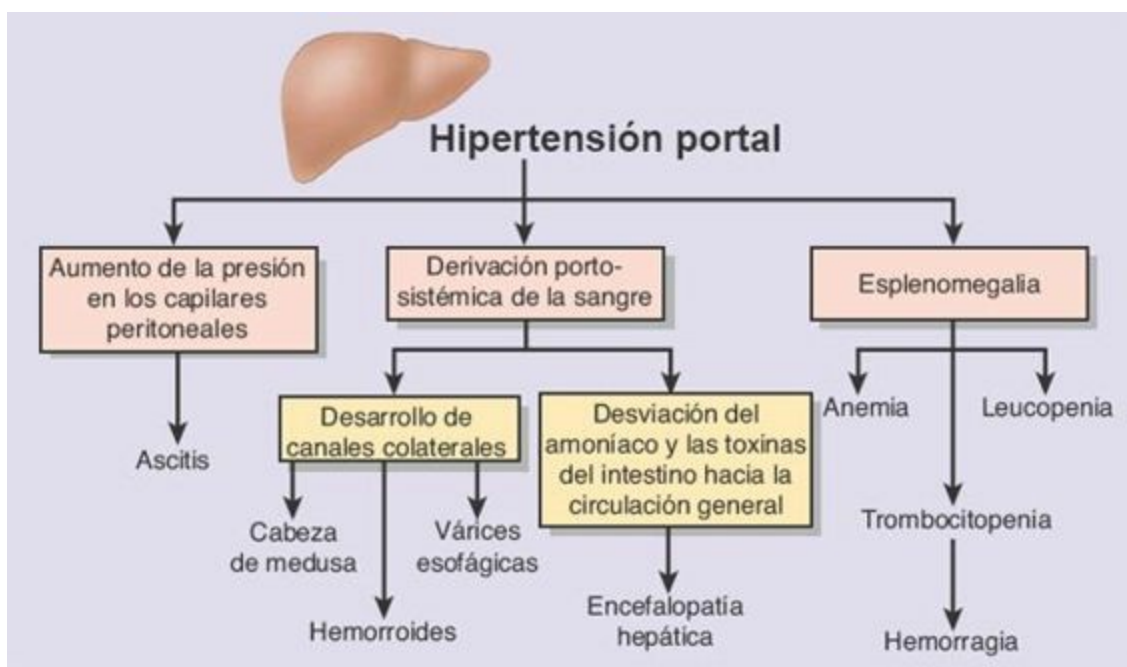 Hipertensión portal
Aumento de la presión
en los capilares
peritoneales
Derivación porto-
sistémica de la sangre
Esplenomegalia
Ascitis
Desarrollo de
canales colaterales
Desviación del
amoníaco y las toxinas
del intestino hacia la
circulación general
Anemia
Leucopenia
Cabeza
de medusa
Várices
esofágicas
Hemorroides
Encefalopatía
hepática
Trombocitopenia
Hemorragia